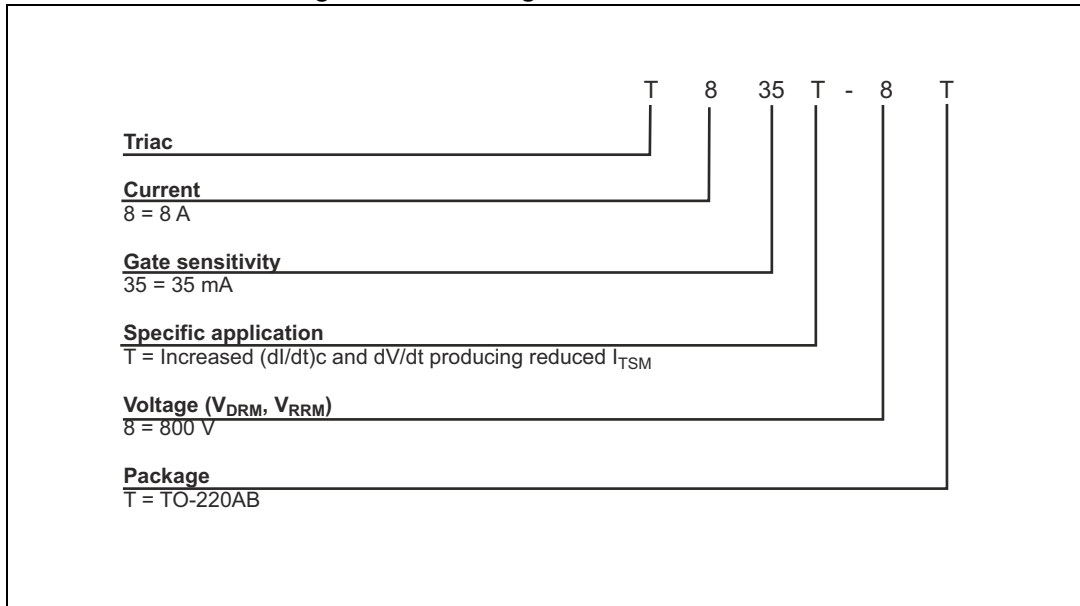 T 8 35 T - 8 T
Triac
Current
8 = 8 A
Gate sensitivity
35 = 35 mA
Specific application
T = Increased (dI/dt)c and dV/dt producing reduced ITSM
Voltage (VDRM, VRRM)
8 = 800 V
Package
T = TO-220AB